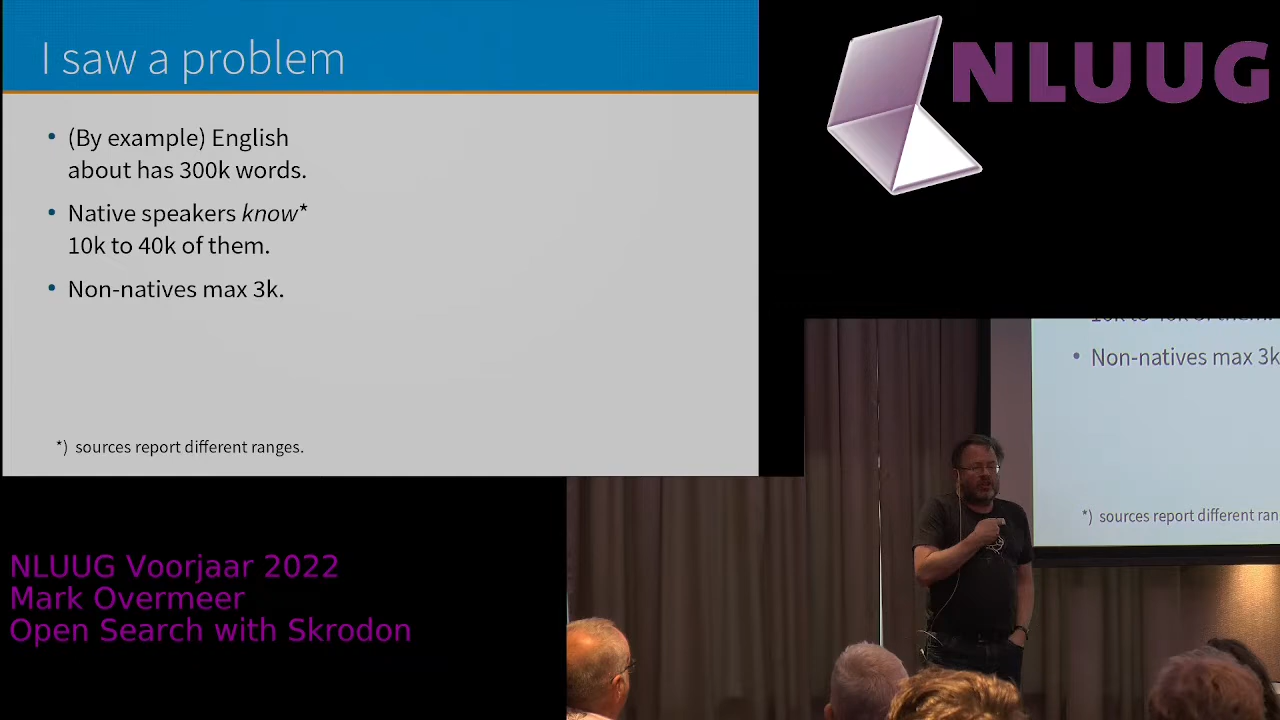 I saw a problem
• (By example) English
about has 300k words.
• Native speakers know*
10k to 40k of them.
• Non-natives max 3k.
*) sources report different ranges.
NLUUG
• Non-natives max 3k
*) sources report different ran
NLUUG Voorjaar 2022
Mark Overmeer
Open Search with Skrodon